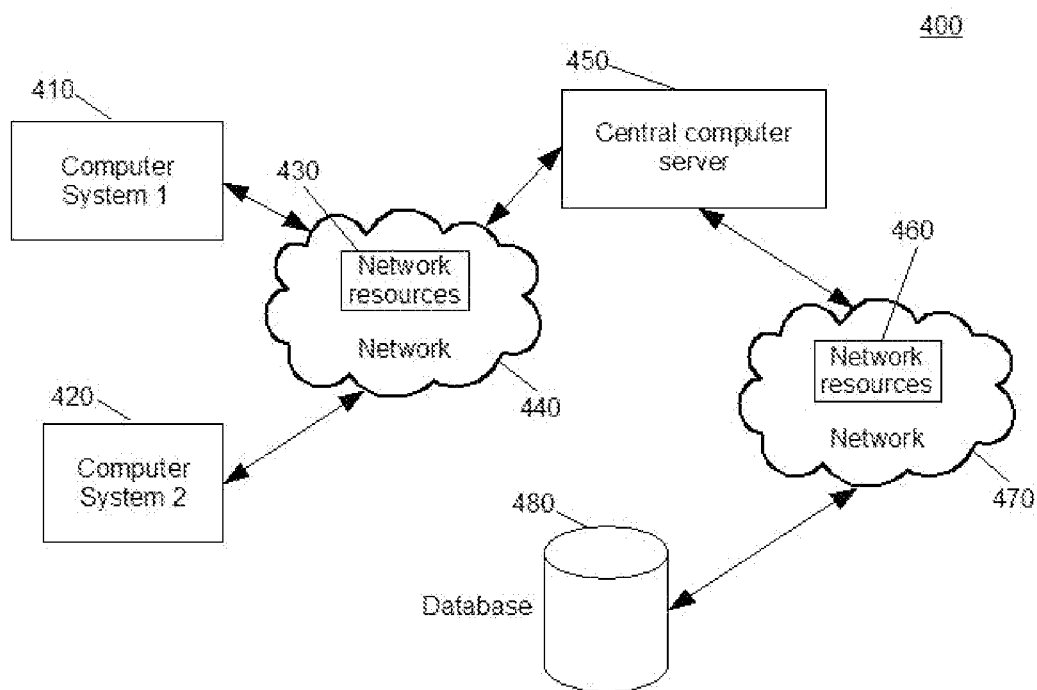 400
450
410
Central computer
server
Computer
System 1
430
460
Network
resources
Network
Network
resources
420
440
Network
Computer
System 2
480
470
Database